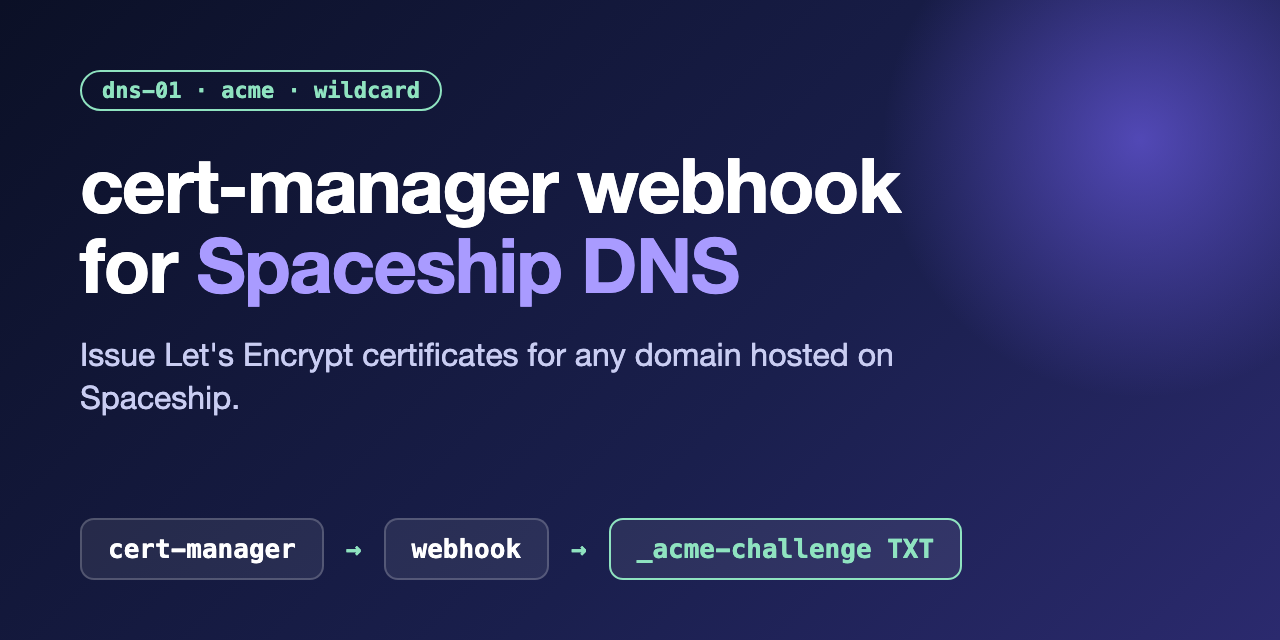 dns-01 · acme · wildcard
cert-manager webhook
for Spaceship DNS
Issue Let's Encrypt certificates for any domain hosted on
Spaceship.
cert-manager → webhook → _acme-challenge TXT